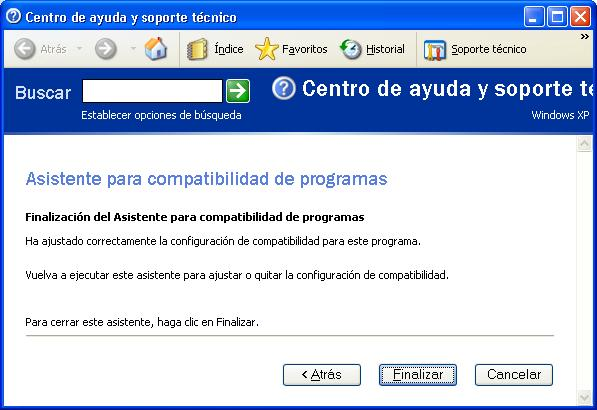 Centro de ayuda y soporte técnico
Atrás Índice Favoritos Historial Soporte técnico »
Buscar
Establecer opciones de búsqueda
Centro de ayuda y soporte té
Windows XP
Asistente para compatibilidad de programas
Finalización del Asistente para compatibilidad de programas
Ha ajustado correctamente la configuración de compatibilidad para este programa.
Vuelva a ejecutar este asistente para ajustar o quitar la configuración de compatibilidad.
Para cerrar este asistente, haga clic en Finalizar.
< Atrás Finalizar Cancelar